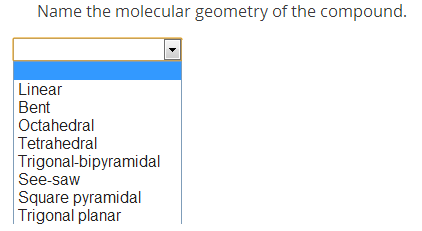 Name the molecular geometry of the compound.
Linear
Bent
Octahedral
Tetrahedral
Trigonal-bipyramidal
See-saw
Square pyramidal
Trigonal planar